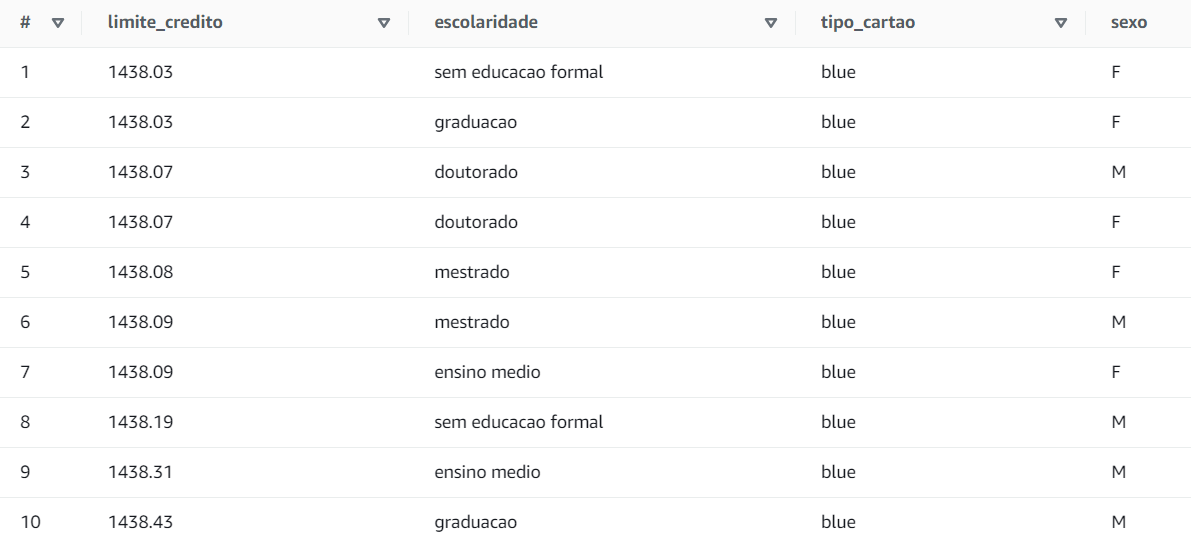 # limite_credito escolaridade tipo_cartao sexo
1 1438.03 sem educacao formal blue F
2 1438.03 graduacao blue F
3 1438.07 doutorado blue M
4 1438.07 doutorado blue F
5 1438.08 mestrado blue F
6 1438.09 mestrado blue M
7 1438.09 ensino medio blue F
8 1438.19 sem educacao formal blue M
9 1438.31 ensino medio blue M
10 1438.43 graduacao blue M